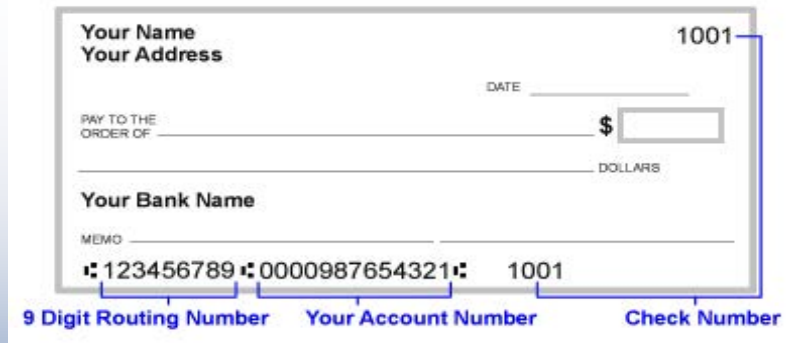 Your Name 1001
Your Address
DATE
PAY TO THE
ORDER OF $
DOLLARS
Your Bank Name
MEMO
⑆123456789⑆0000987654321⑆ 1001
9 Digit Routing Number Your Account Number Check Number